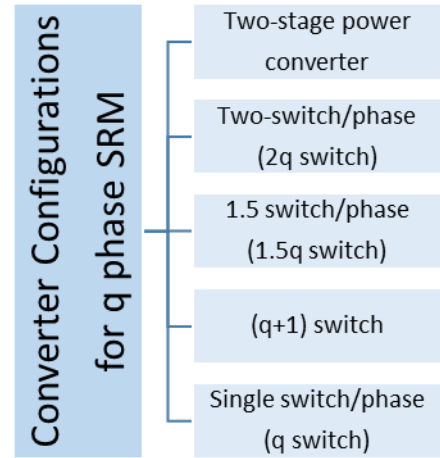 Converter Configurations
for q phase SRM
Two-stage power
converter
Two-switch/phase
(2q switch)
1.5 switch/phase
(1.5q switch)
(q+1) switch
Single switch/phase
(q switch)